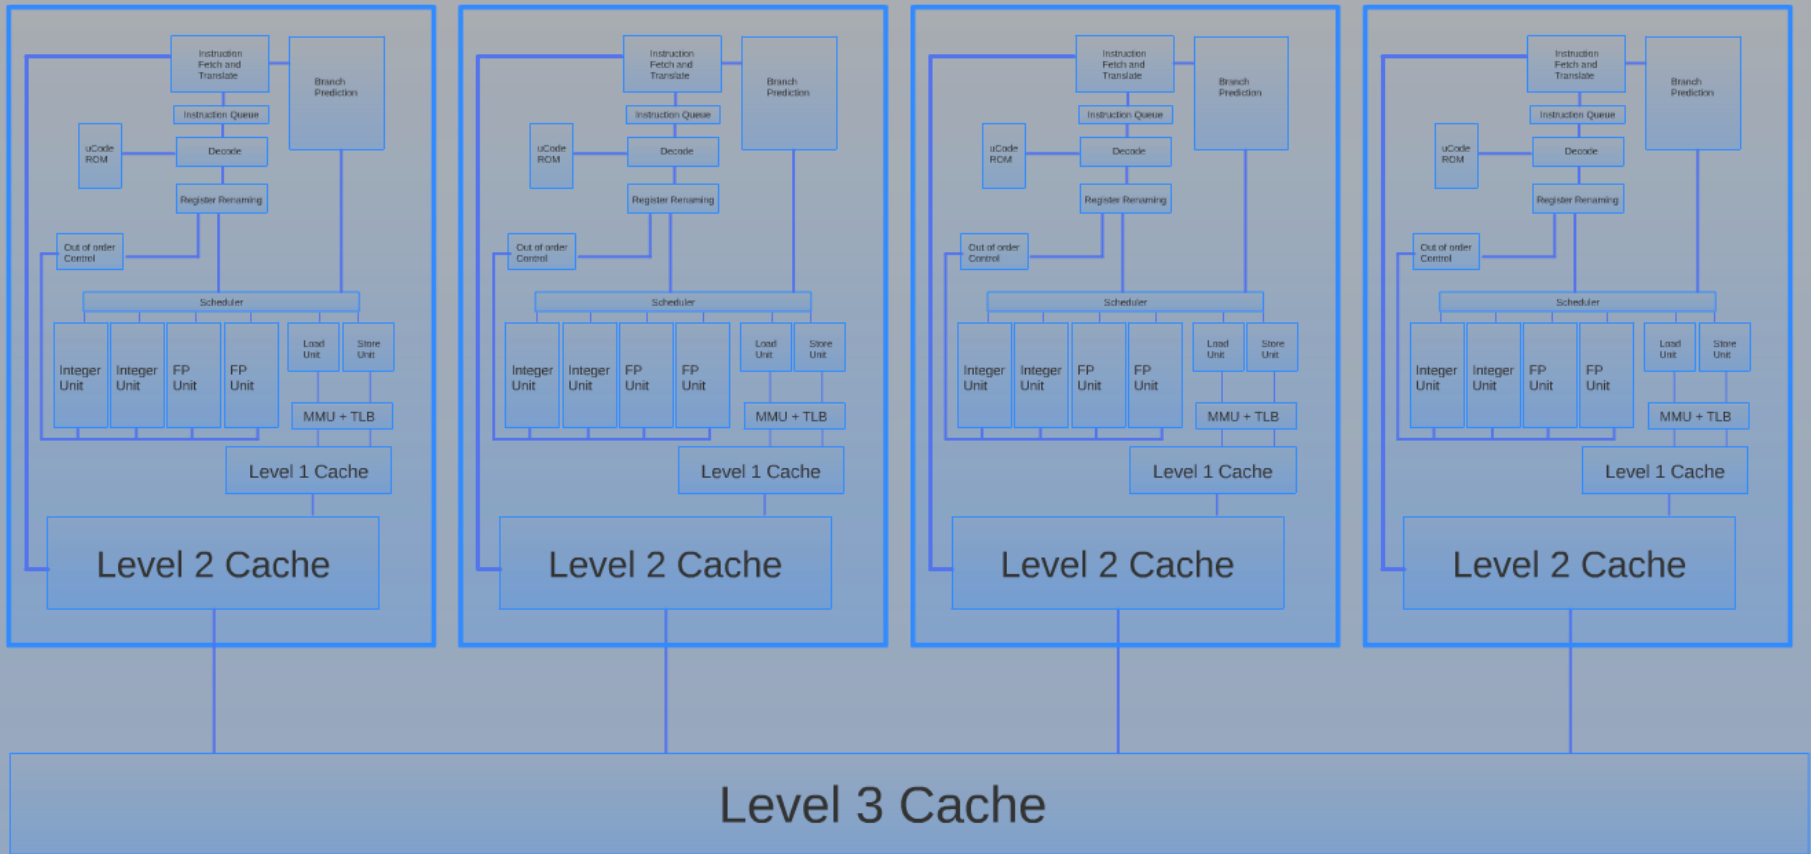 Instruction
Fetch and
Translate
Branch
Prediction
Instruction Queue
uCode
ROM
Decode
Register Renaming
Out of order
Control
Scheduler
Integer
Unit
Integer
Unit
FP
Unit
FP
Unit
Load
Unit
Store
Unit
MMU + TLB
Level 1 Cache
Level 2 Cache
Instruction
Fetch and
Translate
Branch
Prediction
Instruction Queue
uCode
ROM
Decode
Register Renaming
Out of order
Control
Scheduler
Integer
Unit
Integer
Unit
FP
Unit
FP
Unit
Load
Unit
Store
Unit
MMU + TLB
Level 1 Cache
Level 2 Cache
Instruction
Fetch and
Translate
Branch
Prediction
Instruction Queue
uCode
ROM
Decode
Register Renaming
Out of order
Control
Scheduler
Integer
Unit
Integer
Unit
FP
Unit
FP
Unit
Load
Unit
Store
Unit
MMU + TLB
Level 1 Cache
Level 2 Cache
Instruction
Fetch and
Translate
Branch
Prediction
Instruction Queue
uCode
ROM
Decode
Register Renaming
Out of order
Control
Scheduler
Integer
Unit
Integer
Unit
FP
Unit
FP
Unit
Load
Unit
Store
Unit
MMU + TLB
Level 1 Cache
Level 2 Cache
Level 3 Cache